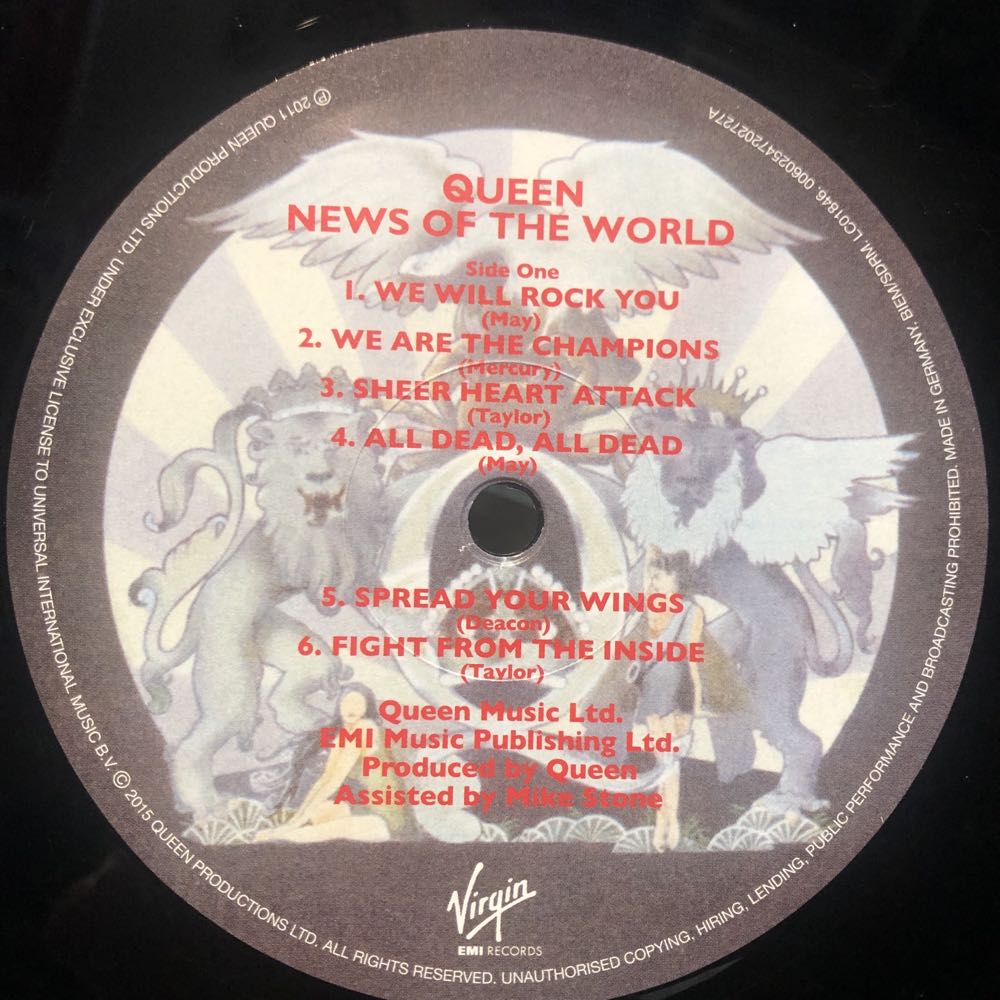 QUEEN
NEWS OF THE WORLD
Side One
1. WE WILL ROCK YOU
(May)
2. WE ARE THE CHAMPIONS
(Mercury)
3. SHEER HEART ATTACK
(Taylor)
4. ALL DEAD, ALL DEAD
(May)
5. SPREAD YOUR WINGS
(Deacon)
6. FIGHT FROM THE INSIDE
(Taylor)
Queen Music Ltd.
EMI Music Publishing Ltd.
Produced by Queen
Assisted by Mike Stone
Virgin
EMI RECORDS
℗ 2011 QUEEN PRODUCTIONS LTD. UNDER EXCLUSIVE LICENSE TO UNIVERSAL INTERNATIONAL MUSIC B.V. © 2015 QUEEN PRODUCTIONS LTD. ALL RIGHTS RESERVED. UNAUTHORISED COPYING, HIRING, LENDING, PUBLIC PERFORMANCE AND BROADCASTING PROHIBITED. MADE IN GERMANY. BIEM/SDRM. LC01846. 00602547202727A